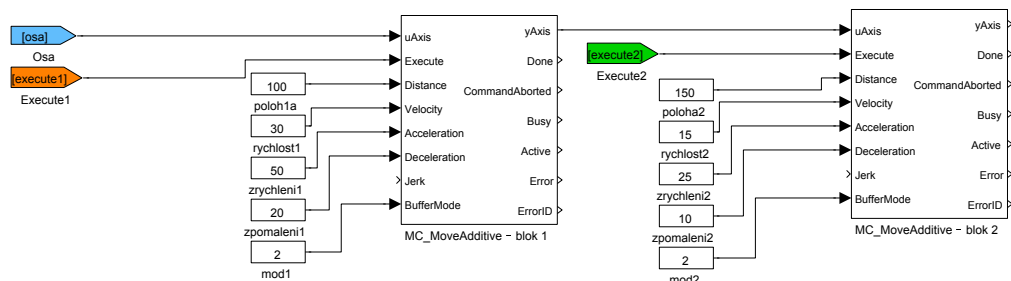 [osa]
Osa
[execute1]
Execute1
100
poloh1a
30
rychlost1
50
zrychleni1
20
zpomaleni1
2
mod1
uAxis
Execute
Distance
Velocity
Acceleration
Deceleration
Jerk
BufferMode
yAxis
Done
CommandAborted
Busy
Active
Error
ErrorID
MC_MoveAdditive − blok 1
[execute2]
Execute2
150
poloha2
15
rychlost2
25
zrychleni2
10
zpomaleni2
2
mod2
uAxis
Execute
Distance
Velocity
Acceleration
Deceleration
Jerk
BufferMode
yAxis
Done
CommandAborted
Busy
Active
Error
ErrorID
MC_MoveAdditive − blok 2